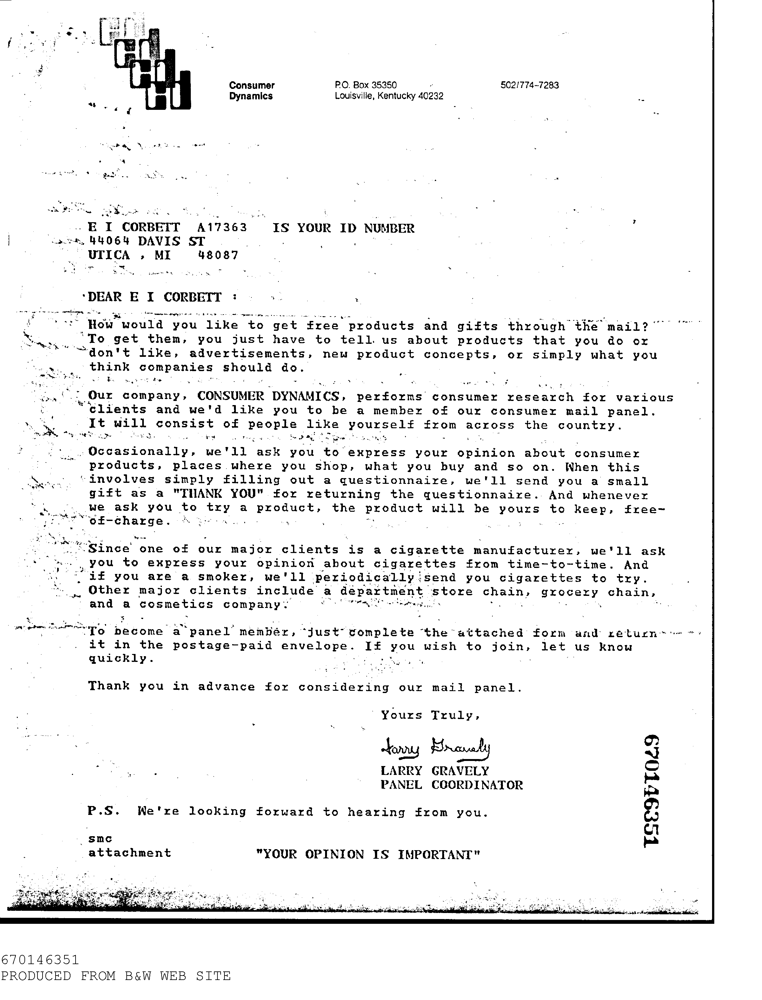 Consumer Dynamics
P.O. Box 35350
Louisville, Kentucky 40232
502/774-7283
E I CORBETT A17363 IS YOUR ID NUMBER
44064 DAVIS ST
UTICA , MI 48087
DEAR E I CORBETT :
How would you like to get free products and gifts through the mail?
To get them, you just have to tell us about products that you do or
don't like, advertisements, new product concepts, or simply what you
think companies should do.
Our company, CONSUMER DYNAMICS, performs consumer research for various
clients and we'd like you to be a member of our consumer mail panel.
It will consist of people like yourself from across the country.
Occasionally, we'll ask you to express your opinion about consumer
products, places where you shop, what you buy and so on. When this
involves simply filling out a questionnaire, we'll send you a small
gift as a "THANK YOU" for returning the questionnaire. And whenever
we ask you to try a product, the product will be yours to keep, free-
of-charge.
Since one of our major clients is a cigarette manufacturer, we'll ask
you to express your opinion about cigarettes from time-to-time. And
if you are a smoker, we'll periodically send you cigarettes to try.
Other major clients include a department store chain, grocery chain,
and a cosmetics company.
To become a panel member, just complete the attached form and return
it in the postage-paid envelope. If you wish to join, let us know
quickly.
Thank you in advance for considering our mail panel.
Yours Truly,
Larry Gravely
LARRY GRAVELY
PANEL COORDINATOR
P.S. We're looking forward to hearing from you.
smc
attachment "YOUR OPINION IS IMPORTANT"
670146351
670146351
PRODUCED FROM B&W WEB SITE